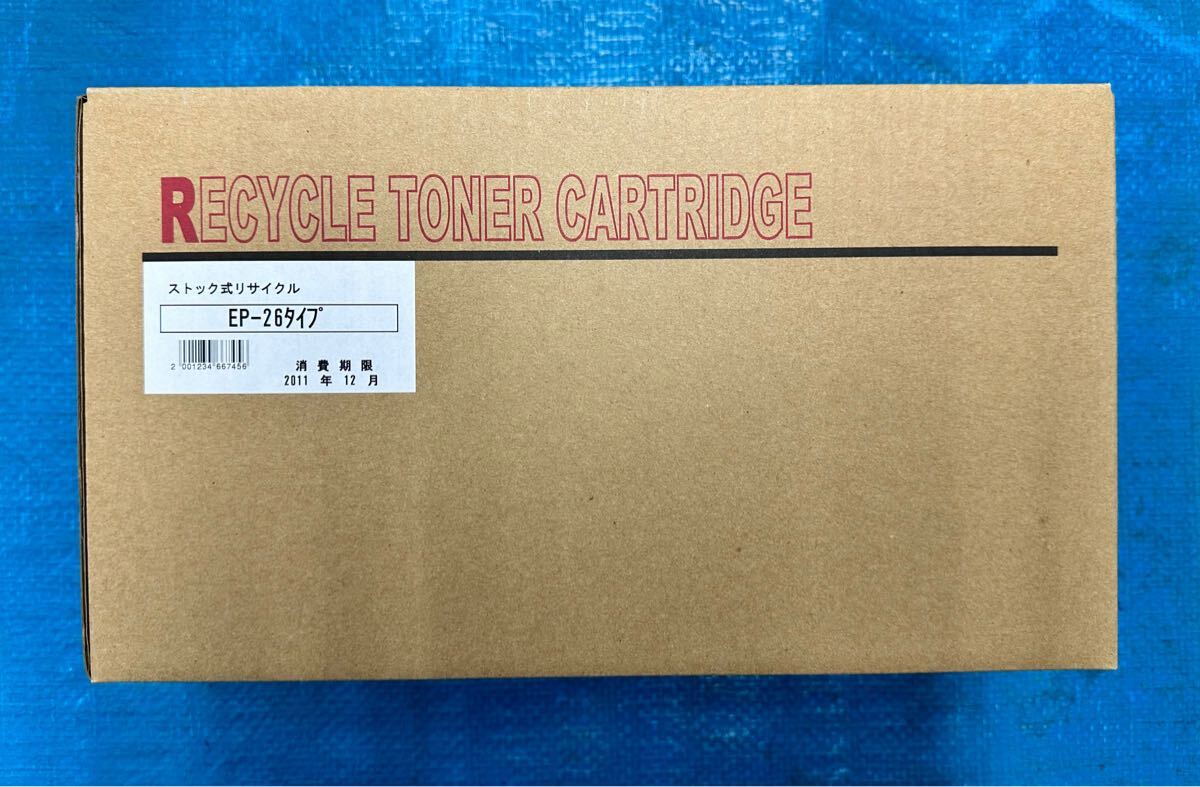 RECYCLE TONER CARTRIDGE
ストック式リサイクル
EP-26ﾀｲﾌﾟ
2 001234 667456
消費期限
2011 年 12 月